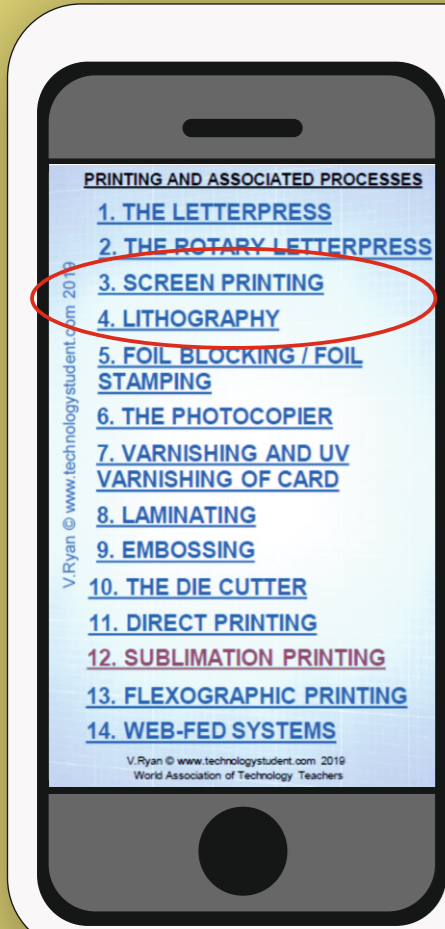 PRINTING AND ASSOCIATED PROCESSES
1. THE LETTERPRESS
2. THE ROTARY LETTERPRESS
3. SCREEN PRINTING
4. LITHOGRAPHY
5. FOIL BLOCKING / FOIL
STAMPING
6. THE PHOTOCOPIER
7. VARNISHING AND UV
VARNISHING OF CARD
8. LAMINATING
9. EMBOSSING
10. THE DIE CUTTER
11. DIRECT PRINTING
12. SUBLIMATION PRINTING
13. FLEXOGRAPHIC PRINTING
14. WEB-FED SYSTEMS
V.Ryan © www.technologystudent.com 2019
World Association of Technology Teachers
V.Ryan © www.technologystudent.com 2019